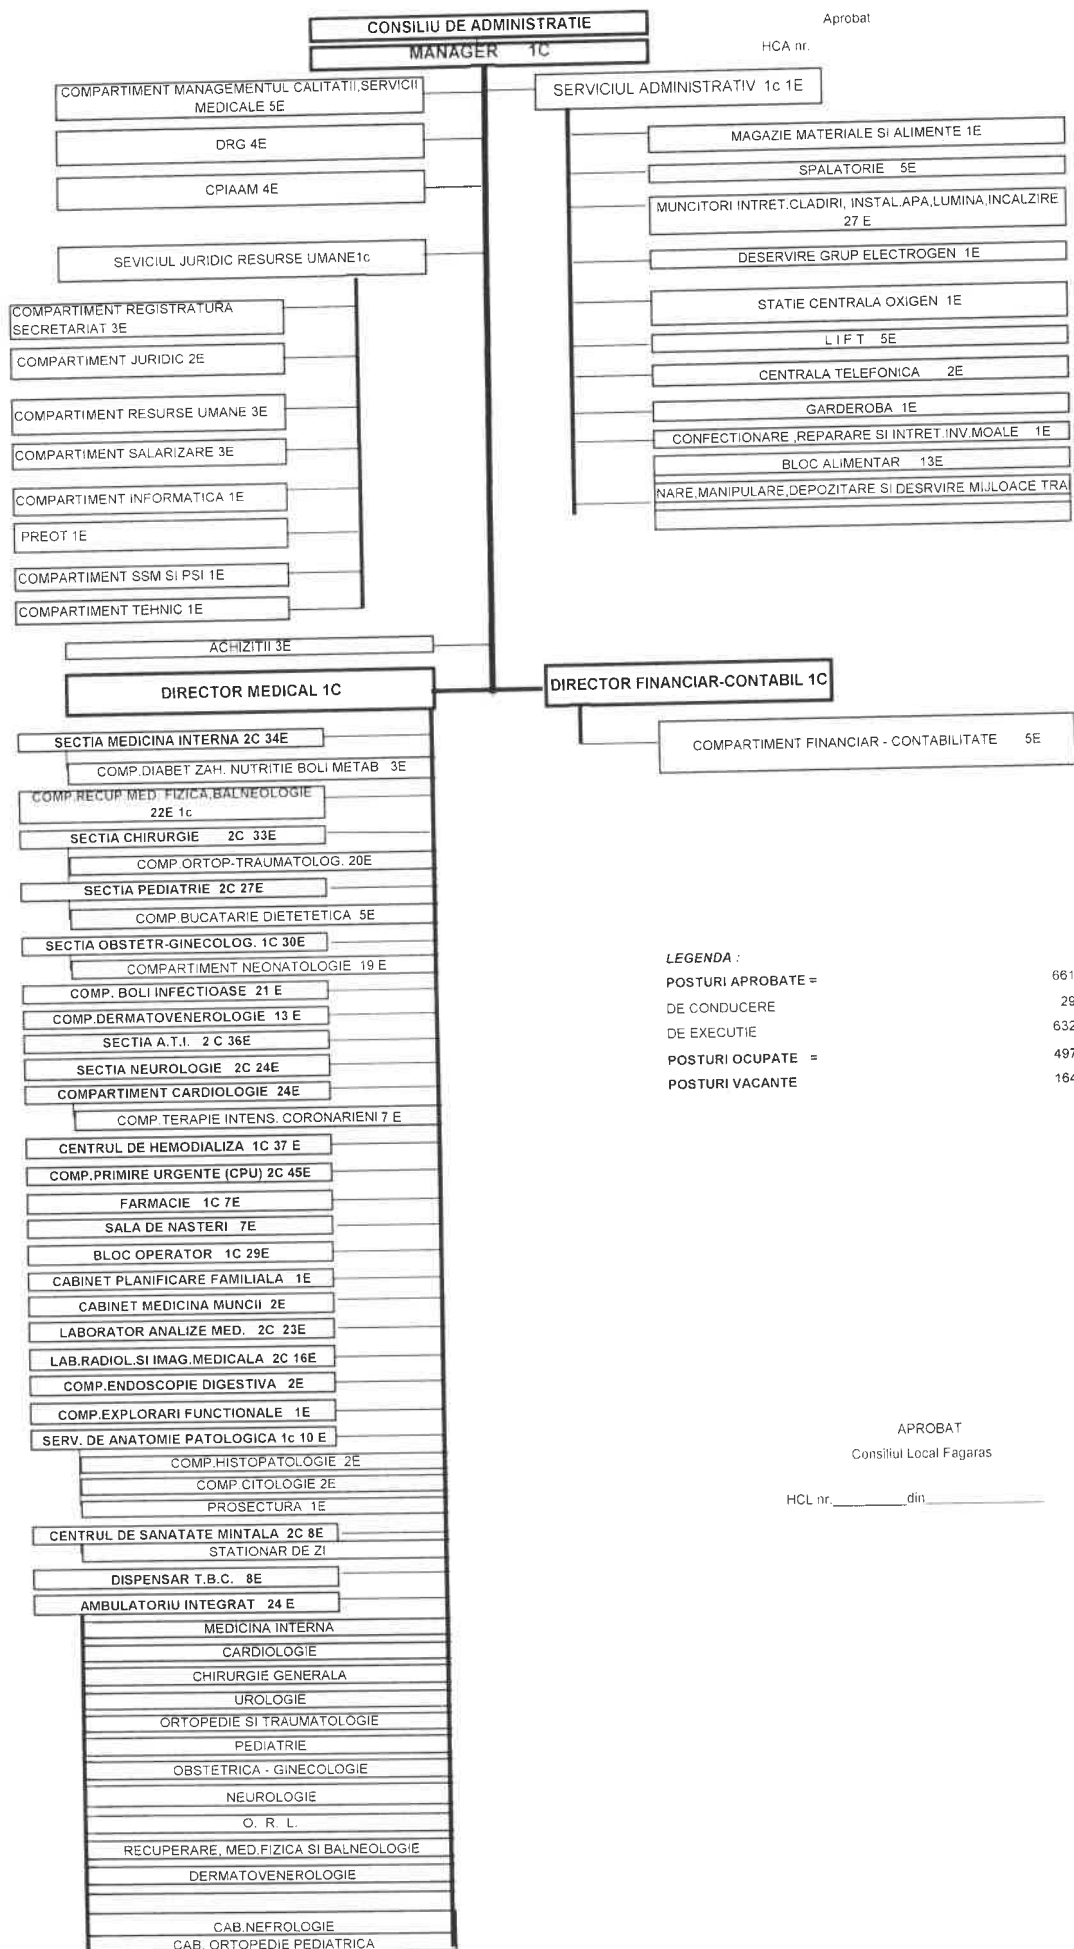 CONSILIU DE ADMINISTRATIE
MANAGER 1C
Aprobat
HCA nr.
COMPARTIMENT MANAGEMENTUL CALITATII,SERVICII
MEDICALE 5E
DRG 4E
CPIAAM 4E
SEVICIUL JURIDIC RESURSE UMANE1c
COMPARTIMENT REGISTRATURA
SECRETARIAT 3E
COMPARTIMENT JURIDIC 2E
COMPARTIMENT RESURSE UMANE 3E
COMPARTIMENT SALARIZARE 3E
COMPARTIMENT INFORMATICA 1E
PREOT 1E
COMPARTIMENT SSM SI PSI 1E
COMPARTIMENT TEHNIC 1E
ACHIZITII 3E
SERVICIUL ADMINISTRATIV 1c 1E
MAGAZIE MATERIALE SI ALIMENTE 1E
SPALATORIE 5E
MUNCITORI INTRET.CLADIRI, INSTAL.APA,LUMINA,INCALZIRE
27 E
DESERVIRE GRUP ELECTROGEN 1E
STATIE CENTRALA OXIGEN 1E
L I F T 5E
CENTRALA TELEFONICA 2E
GARDEROBA 1E
CONFECTIONARE ,REPARARE SI INTRET.INV.MOALE 1E
BLOC ALIMENTAR 13E
NARE,MANIPULARE,DEPOZITARE SI DESRVIRE MIJLOACE TRA
DIRECTOR MEDICAL 1C
DIRECTOR FINANCIAR-CONTABIL 1C
COMPARTIMENT FINANCIAR - CONTABILITATE 5E
SECTIA MEDICINA INTERNA 2C 34E
COMP.DIABET ZAH. NUTRITIE BOLI METAB 3E
COMP.RECUP MED. FIZICA,BALNEOLOGIE
22E 1c
SECTIA CHIRURGIE 2C 33E
COMP.ORTOP-TRAUMATOLOG. 20E
SECTIA PEDIATRIE 2C 27E
COMP.BUCATARIE DIETETETICA 5E
SECTIA OBSTETR-GINECOLOG. 1C 30E
COMPARTIMENT NEONATOLOGIE 19 E
COMP. BOLI INFECTIOASE 21 E
COMP.DERMATOVENEROLOGIE 13 E
SECTIA A.T.I. 2 C 36E
SECTIA NEUROLOGIE 2C 24E
COMPARTIMENT CARDIOLOGIE 24E
COMP.TERAPIE INTENS. CORONARIENI 7 E
CENTRUL DE HEMODIALIZA 1C 37 E
COMP.PRIMIRE URGENTE (CPU) 2C 45E
FARMACIE 1C 7E
SALA DE NASTERI 7E
BLOC OPERATOR 1C 29E
CABINET PLANIFICARE FAMILIALA 1E
CABINET MEDICINA MUNCII 2E
LABORATOR ANALIZE MED. 2C 23E
LAB.RADIOL.SI IMAG.MEDICALA 2C 16E
COMP.ENDOSCOPIE DIGESTIVA 2E
COMP.EXPLORARI FUNCTIONALE 1E
SERV. DE ANATOMIE PATOLOGICA 1c 10 E
COMP.HISTOPATOLOGIE 2E
COMP.CITOLOGIE 2E
PROSECTURA 1E
CENTRUL DE SANATATE MINTALA 2C 8E
STATIONAR DE ZI
DISPENSAR T.B.C. 8E
AMBULATORIU INTEGRAT 24 E
MEDICINA INTERNA
CARDIOLOGIE
CHIRURGIE GENERALA
UROLOGIE
ORTOPEDIE SI TRAUMATOLOGIE
PEDIATRIE
OBSTETRICA - GINECOLOGIE
NEUROLOGIE
O. R. L.
RECUPERARE, MED.FIZICA SI BALNEOLOGIE
DERMATOVENEROLOGIE
CAB.NEFROLOGIE
CAB. ORTOPEDIE PEDIATRICA
LEGENDA :
POSTURI APROBATE = 661
DE CONDUCERE 29
DE EXECUTIE 632
POSTURI OCUPATE = 497
POSTURI VACANTE 164
APROBAT
Consiliul Local Fagaras
HCL nr.__________din________________